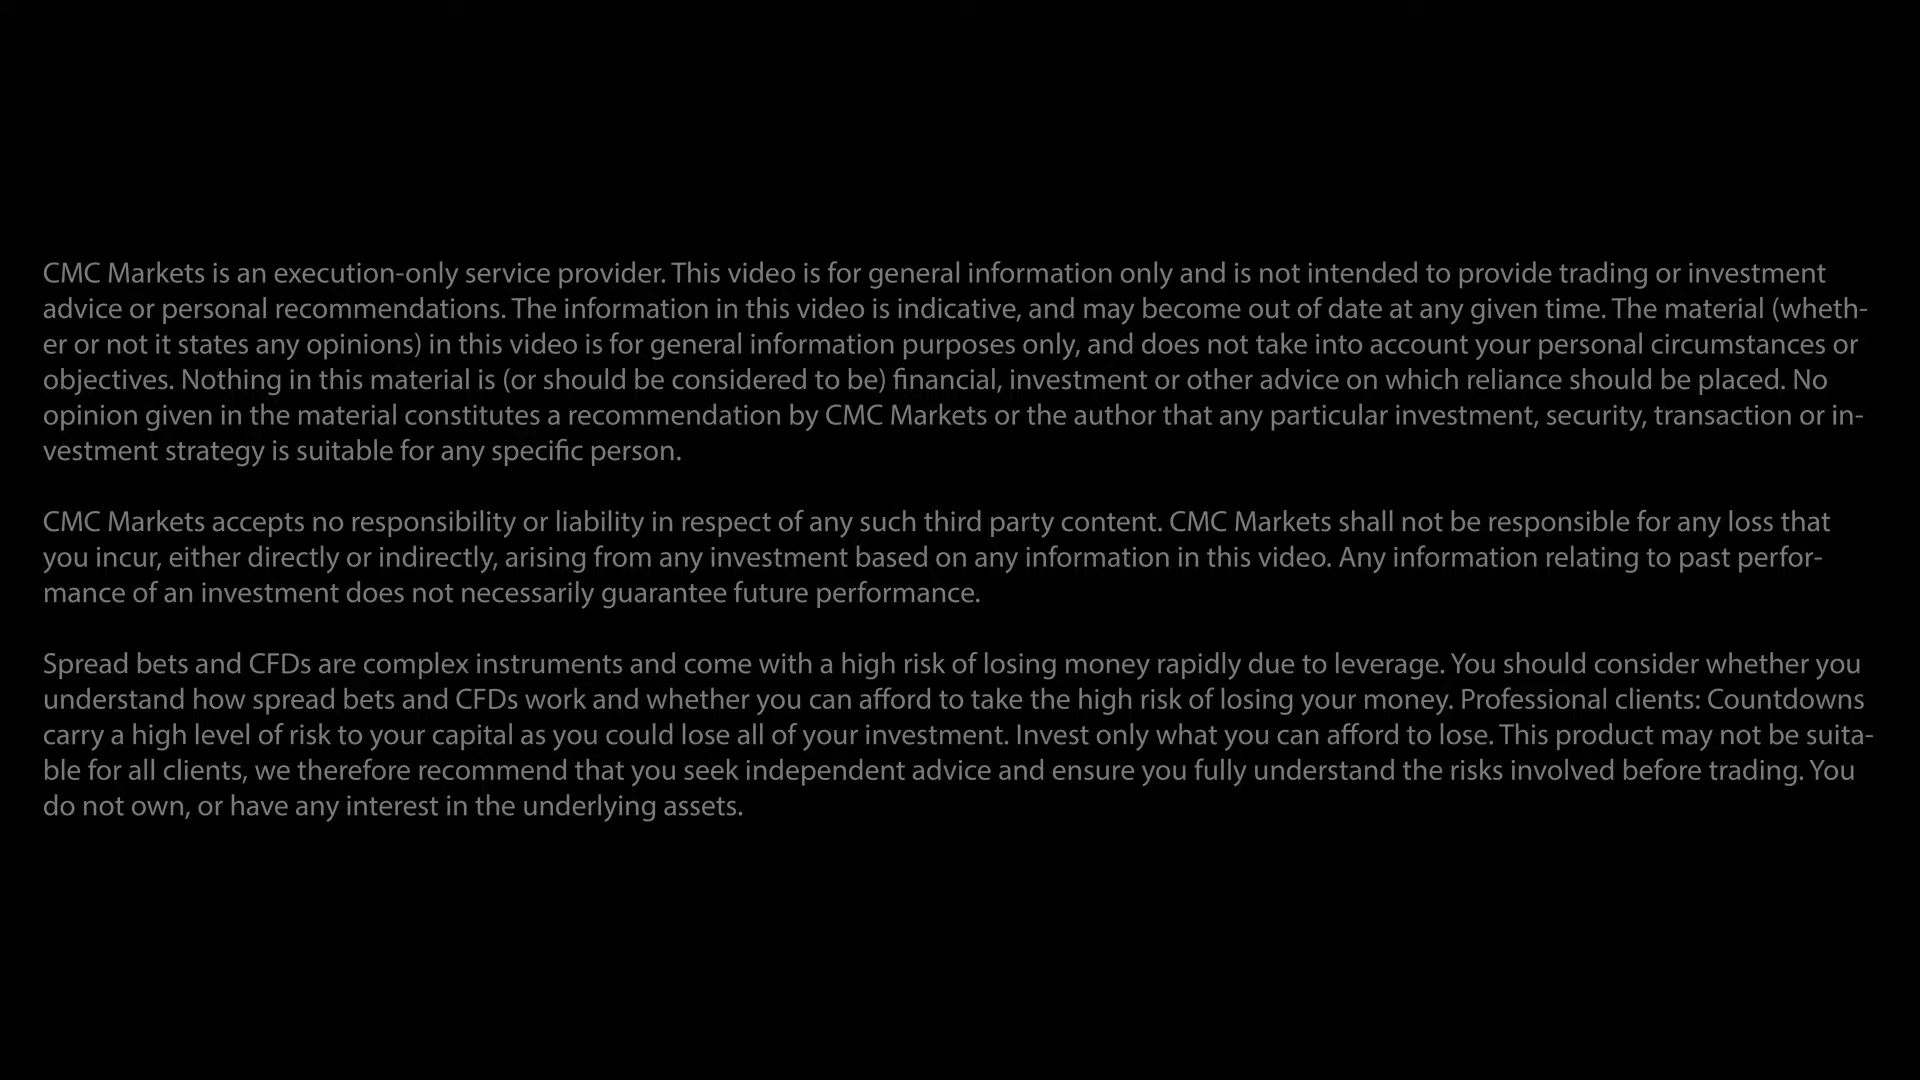 CMC Markets is an execution-only service provider. This video is for general information only and is not intended to provide trading or investment
advice or personal recommendations. The information in this video is indicative, and may become out of date at any given time. The material (wheth-
er or not it states any opinions) in this video is for general information purposes only, and does not take into account your personal circumstances or
objectives. Nothing in this material is (or should be considered to be) financial, investment or other advice on which reliance should be placed. No
opinion given in the material constitutes a recommendation by CMC Markets or the author that any particular investment, security, transaction or in-
vestment strategy is suitable for any specific person.
CMC Markets accepts no responsibility or liability in respect of any such third party content. CMC Markets shall not be responsible for any loss that
you incur, either directly or indirectly, arising from any investment based on any information in this video. Any information relating to past perfor-
mance of an investment does not necessarily guarantee future performance.
Spread bets and CFDs are complex instruments and come with a high risk of losing money rapidly due to leverage. You should consider whether you
understand how spread bets and CFDs work and whether you can afford to take the high risk of losing your money. Professional clients: Countdowns
carry a high level of risk to your capital as you could lose all of your investment. Invest only what you can afford to lose. This product may not be suita-
ble for all clients, we therefore recommend that you seek independent advice and ensure you fully understand the risks involved before trading. You
do not own, or have any interest in the underlying assets.